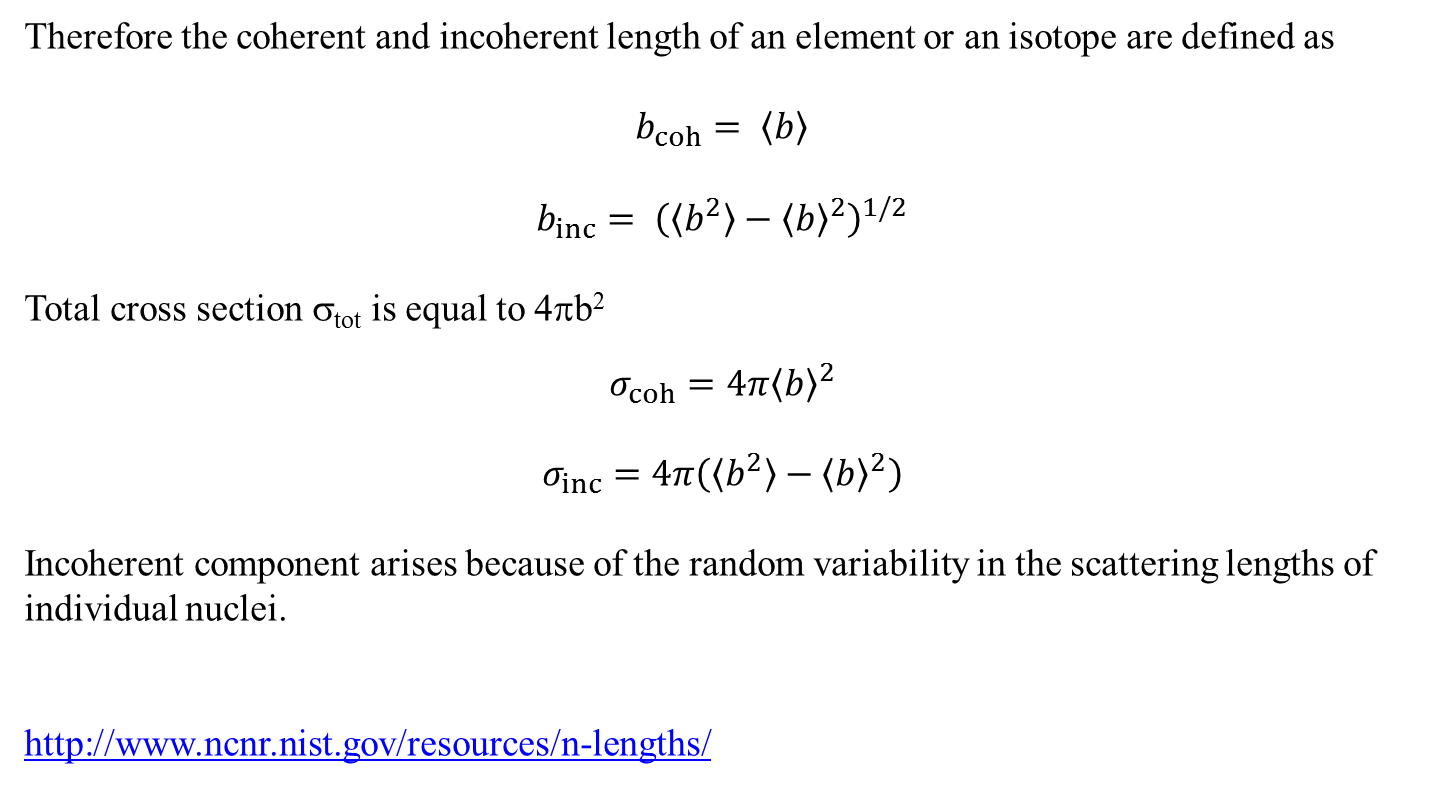 Therefore the coherent and incoherent length of an element or an isotope are defined as
b_coh = ⟨b⟩
b_inc = (⟨b²⟩ − ⟨b⟩²)^1/2
Total cross section σ_tot is equal to 4πb²
σ_coh = 4π⟨b⟩²
σ_inc = 4π(⟨b²⟩ − ⟨b⟩²)
Incoherent component arises because of the random variability in the scattering lengths of
individual nuclei.
http://www.ncnr.nist.gov/resources/n-lengths/